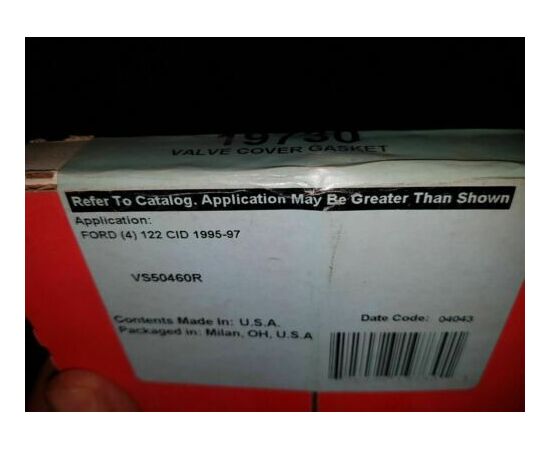 19730
VALVE COVER GASKET
Refer To Catalog. Application May Be Greater Than Shown
Application:
FORD (4) 122 CID 1995-97
VS50460R
Contents Made In: U.S.A.
Packaged in: Milan, OH, U.S.A
Date Code: 04043